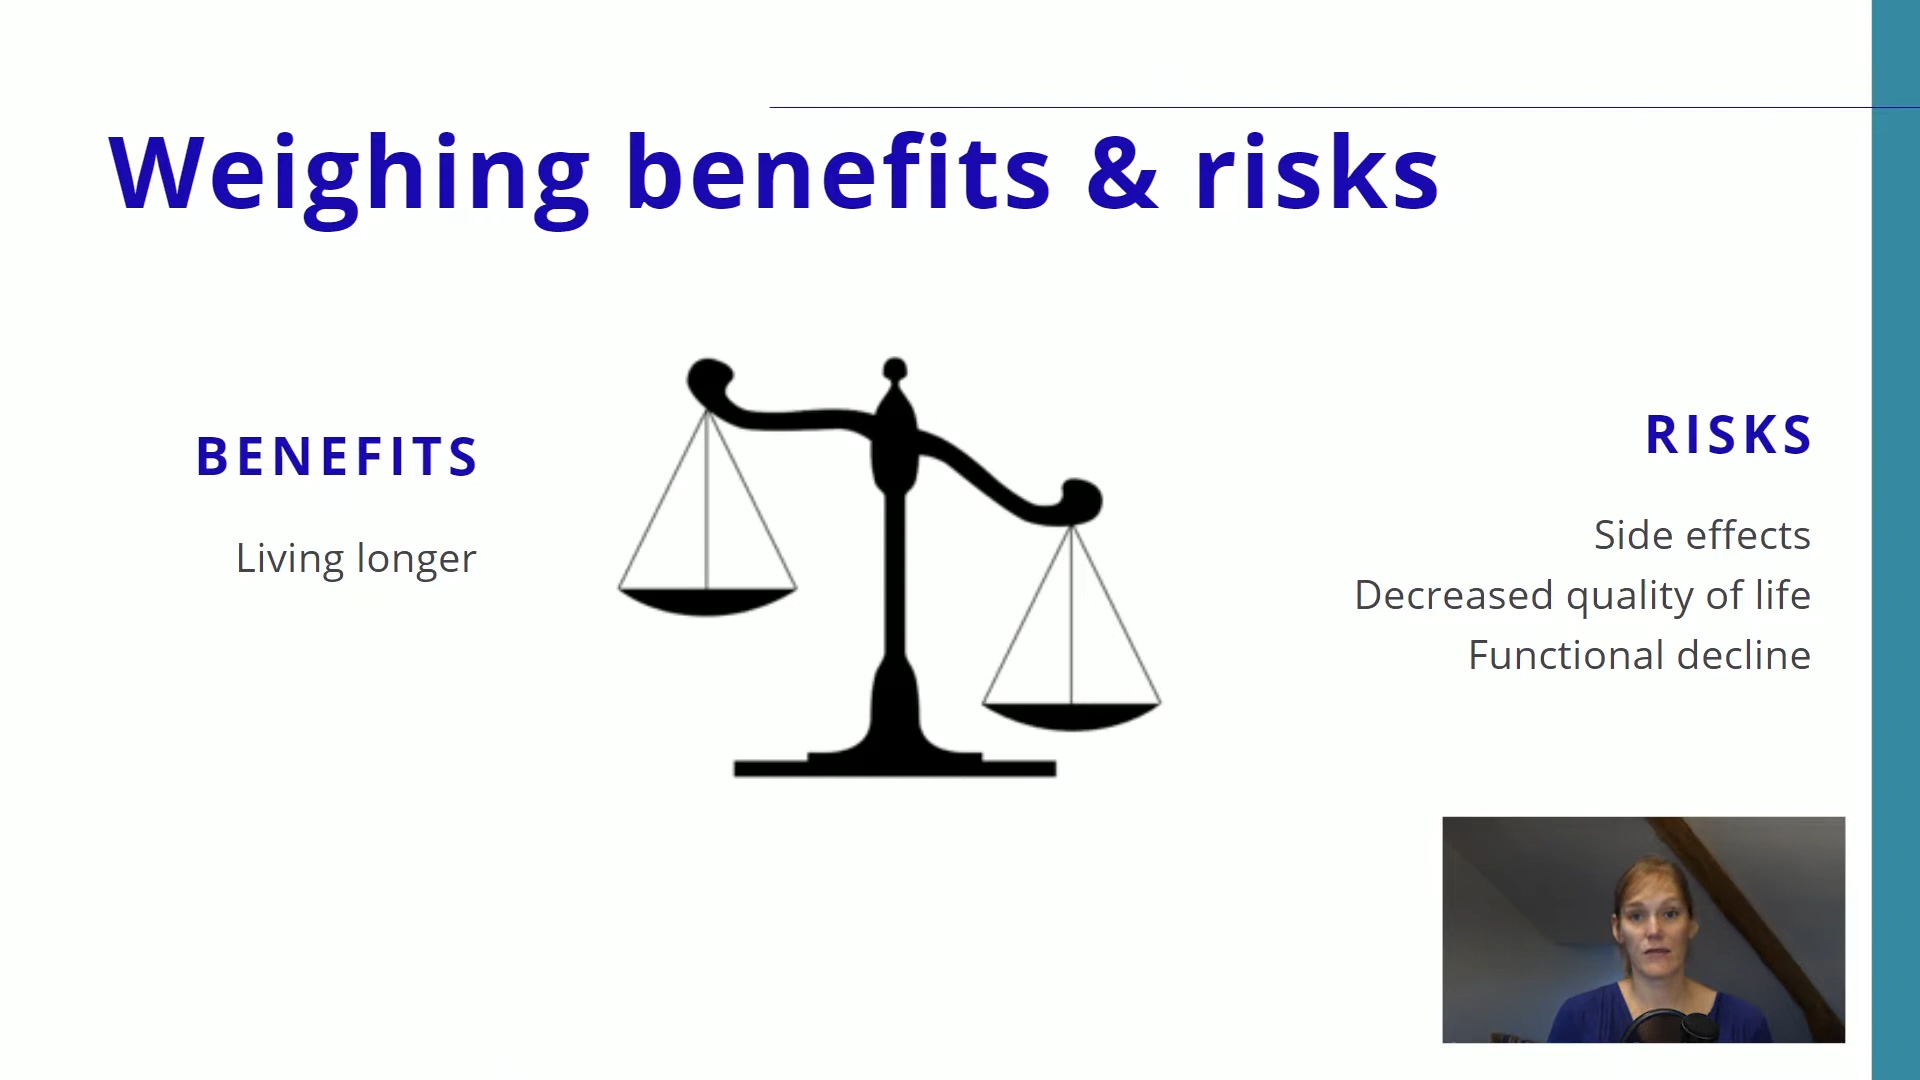 Weighing benefits & risks
BENEFITS
Living longer
RISKS
Side effects
Decreased quality of life
Functional decline